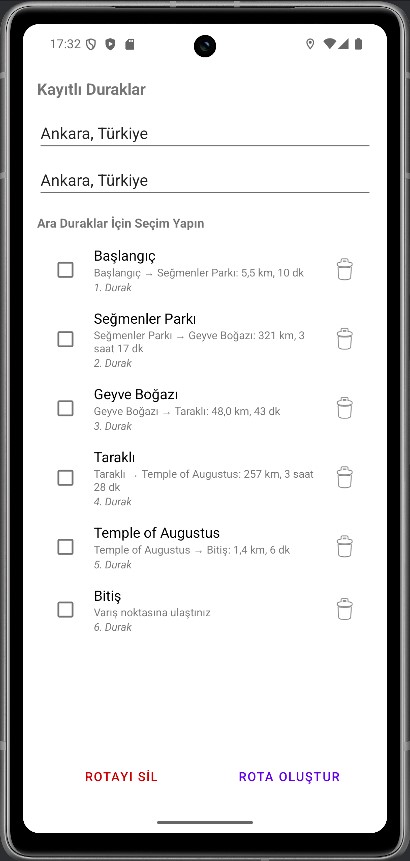 17:32
Kayıtlı Duraklar
Ankara, Türkiye
Ankara, Türkiye
Ara Duraklar İçin Seçim Yapın
Başlangıç
Başlangıç → Seğmenler Parkı: 5,5 km, 10 dk
1. Durak
Seğmenler Parkı
Seğmenler Parkı → Geyve Boğazı: 321 km, 3
saat 17 dk
2. Durak
Geyve Boğazı
Geyve Boğazı → Taraklı: 48,0 km, 43 dk
3. Durak
Taraklı
Taraklı → Temple of Augustus: 257 km, 3 saat
28 dk
4. Durak
Temple of Augustus
Temple of Augustus → Bitiş: 1,4 km, 6 dk
5. Durak
Bitiş
Varış noktasına ulaştınız
6. Durak
ROTAYI SİL
ROTA OLUŞTUR